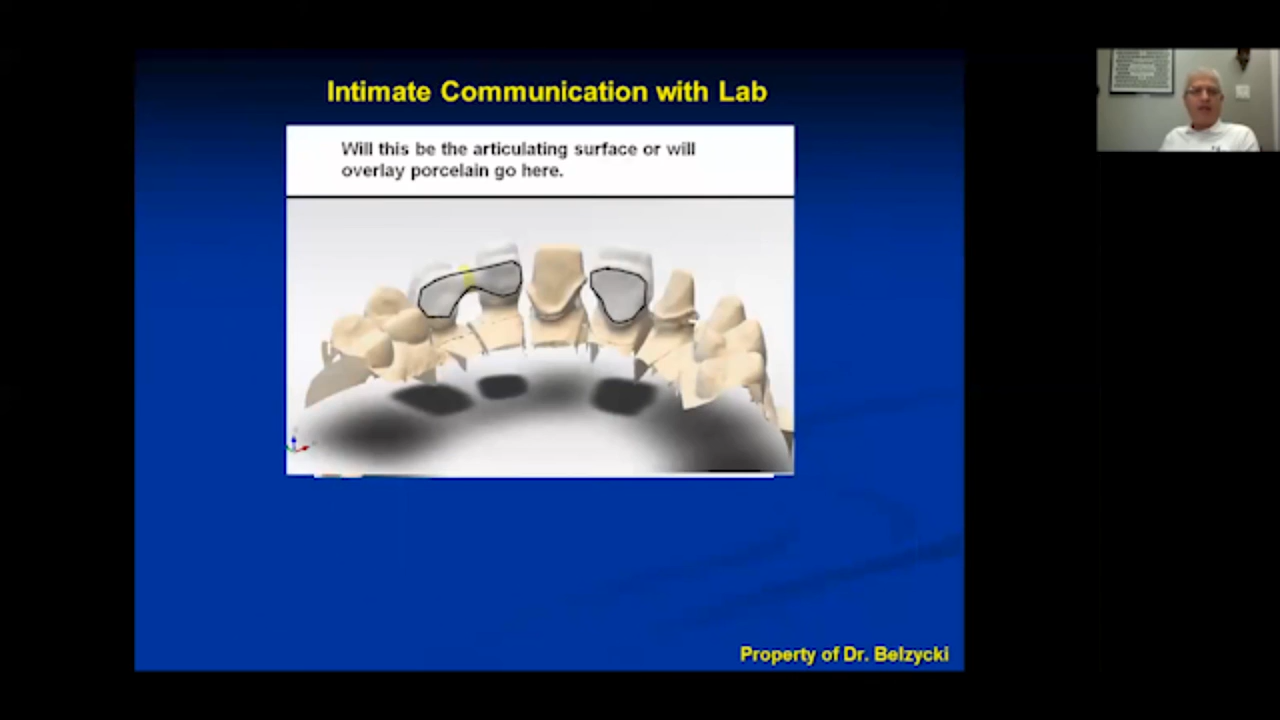 Intimate Communication with Lab
Will this be the articulating surface or will
overlay porcelain go here.
Property of Dr. Belzycki